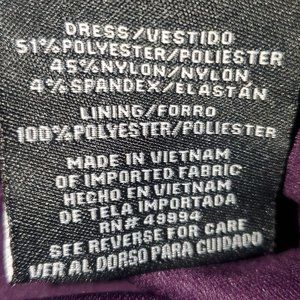 DRESS/VESTIDO
51% POLYESTER/POLIESTER
45% NYLON/NYLON
4% SPANDEX/ELASTAN
LINING/FORRO
100% POLYESTER/POLIESTER
MADE IN VIETNAM
OF IMPORTED FABRIC
HECHO EN VIETNAM
DE TELA IMPORTADA
RN# 49994
SEE REVERSE FOR CARE
VER AL DORSO PARA CUIDADO